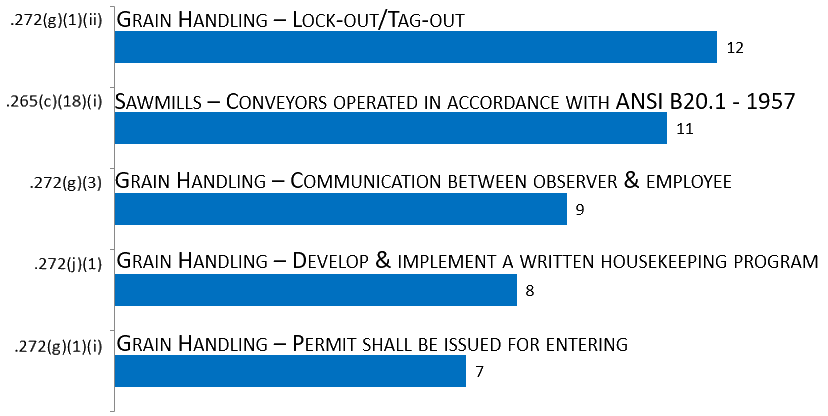 .272(g)(1)(ii) Grain Handling – Lock-out/Tag-out
12
.265(c)(18)(i) Sawmills – Conveyors operated in accordance with ANSI B20.1 - 1957
11
.272(g)(3) Grain Handling – Communication between observer & employee
9
.272(j)(1) Grain Handling – Develop & implement a written housekeeping program
8
.272(g)(1)(i) Grain Handling – Permit shall be issued for entering
7